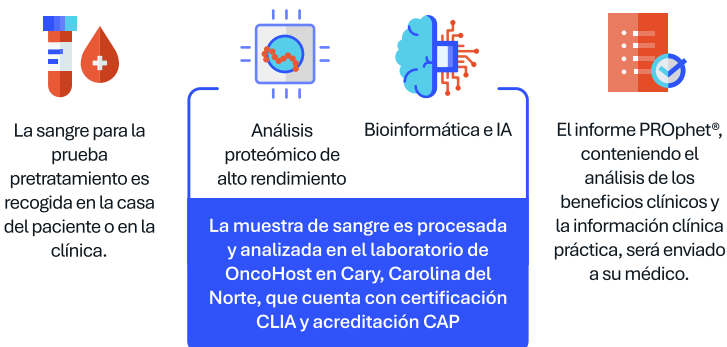 La sangre para la
prueba
pretratamiento es
recogida en la casa
del paciente o en la
clínica.
Análisis
proteómico de
alto rendimiento
Bioinformática e IA
La muestra de sangre es procesada
y analizada en el laboratorio de
OncoHost en Cary, Carolina del
Norte, que cuenta con certificación
CLIA y acreditación CAP
El informe PROphet®,
conteniendo el
análisis de los
beneficios clínicos y
la información clínica
práctica, será enviado
a su médico.